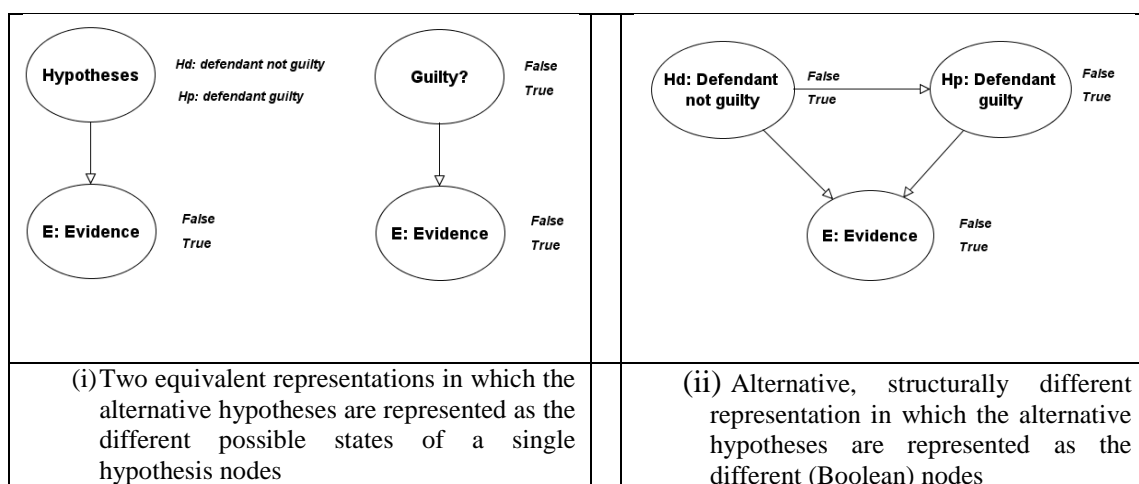 Hypotheses
Hd: defendant not guilty
Hp: defendant guilty
E: Evidence
False
True
Guilty?
False
True
E: Evidence
False
True
Hd: Defendant
not guilty
False
True
Hp: Defendant
guilty
False
True
E: Evidence
False
True
(i) Two equivalent representations in which the
alternative hypotheses are represented as the
different possible states of a single
hypothesis nodes
(ii) Alternative, structurally different
representation in which the alternative
hypotheses are represented as the
different (Boolean) nodes